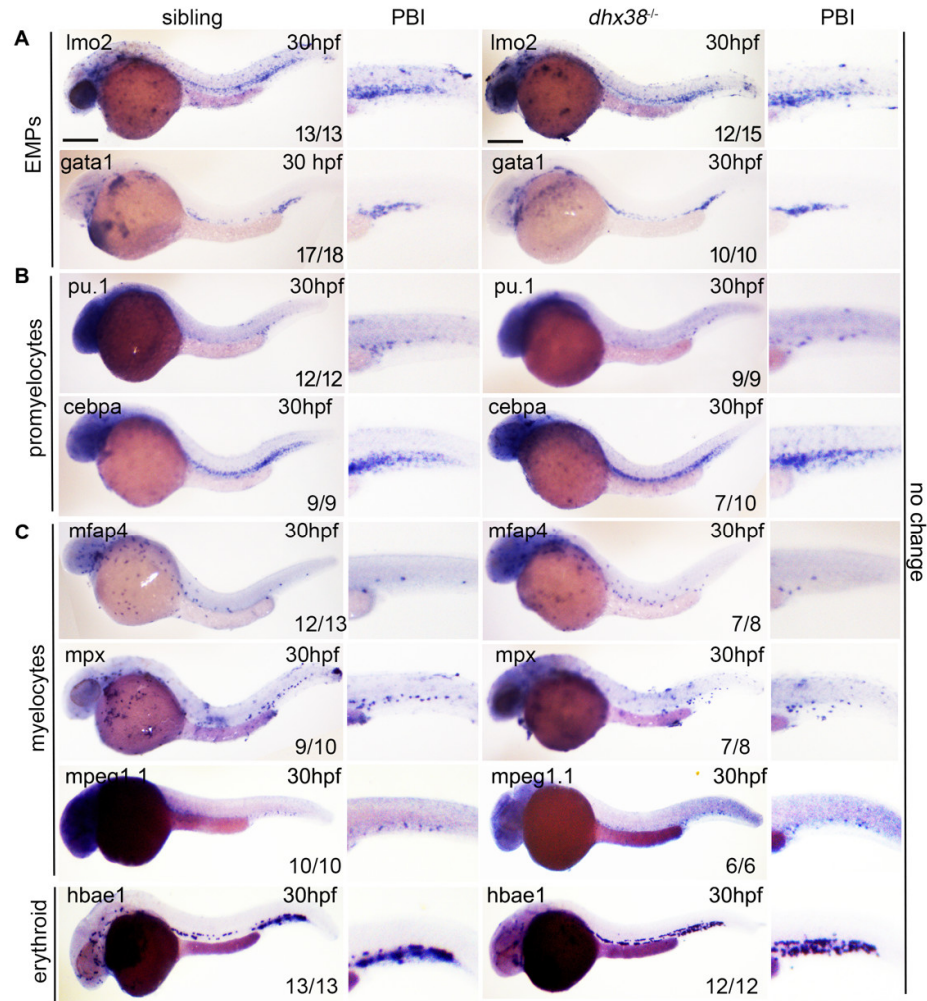 sibling PBI dhx38-/- PBI
A
EMPs
lmo2 30hpf lmo2 30hpf
13/13 12/15
gata1 30 hpf gata1 30hpf
17/18 10/10
B
promyelocytes
pu.1 30hpf pu.1 30hpf
12/12 9/9
cebpa 30hpf cebpa 30hpf
9/9 7/10
C
myelocytes
mfap4 30hpf mfap4 30hpf
12/13 7/8
mpx 30hpf mpx 30hpf
9/10 7/8
mpeg1.1 30hpf mpeg1.1 30hpf
10/10 6/6
erythroid
hbae1 30hpf hbae1 30hpf
13/13 12/12
no change